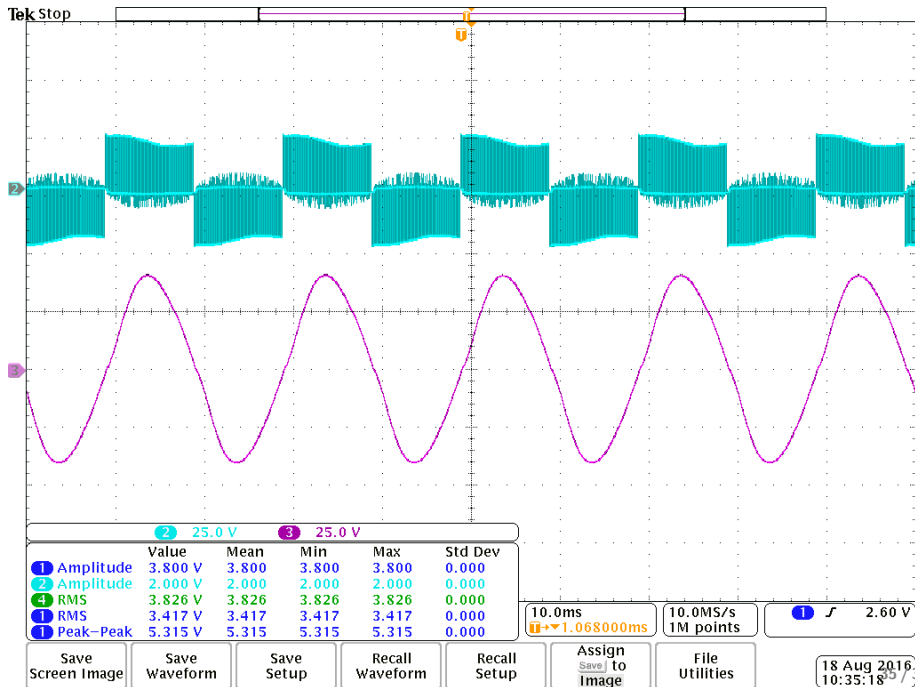 Tek Stop
T
T
2
3
2 25.0 V 3 25.0 V
Value Mean Min Max Std Dev
1 Amplitude 3.800 V 3.800 3.800 3.800 0.000
2 Amplitude 2.000 V 2.000 2.000 2.000 0.000
4 RMS 3.826 V 3.826 3.826 3.826 0.000
1 RMS 3.417 V 3.417 3.417 3.417 0.000
1 Peak-Peak 5.315 V 5.315 5.315 5.315 0.000
10.0ms
T→▼1.068000ms
10.0MS/s
1M points
1 2.60 V
Save
Screen Image
Save
Waveform
Save
Setup
Recall
Waveform
Recall
Setup
Assign
Save to
Image
File
Utilities
18 Aug 2016
10:35:18
35 /